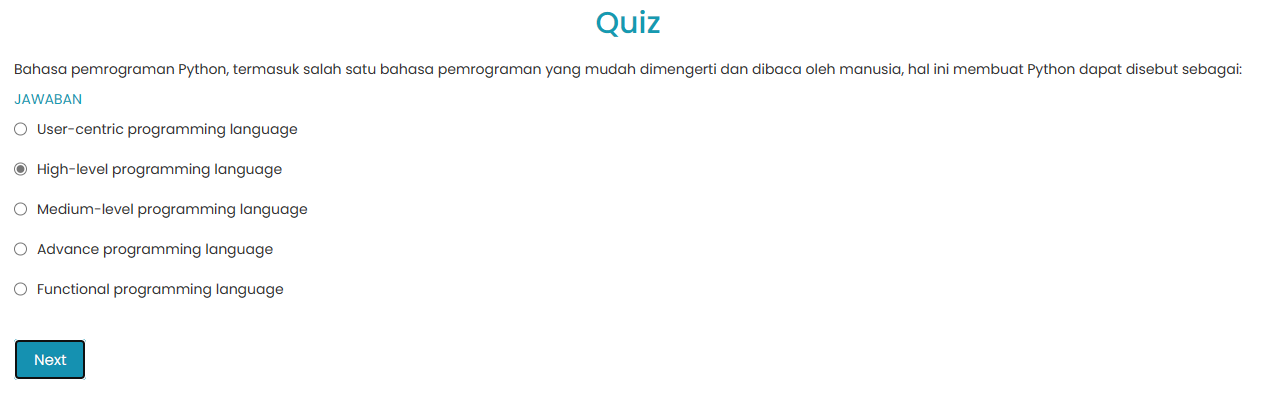 Quiz
Bahasa pemrograman Python, termasuk salah satu bahasa pemrograman yang mudah dimengerti dan dibaca oleh manusia, hal ini membuat Python dapat disebut sebagai:
JAWABAN
User-centric programming language
High-level programming language
Medium-level programming language
Advance programming language
Functional programming language
Next